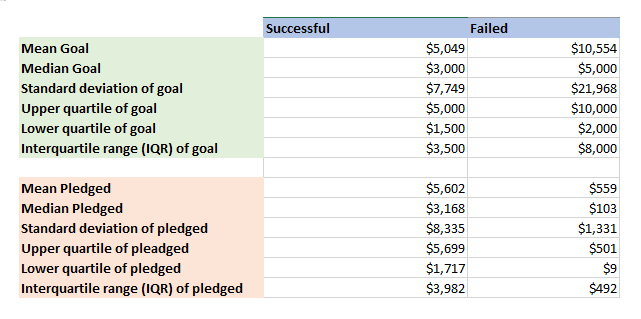 Successful Failed
Mean Goal $5,049 $10,554
Median Goal $3,000 $5,000
Standard deviation of goal $7,749 $21,968
Upper quartile of goal $5,000 $10,000
Lower quartile of goal $1,500 $2,000
Interquartile range (IQR) of goal $3,500 $8,000
Mean Pledged $5,602 $559
Median Pledged $3,168 $103
Standard deviation of pledged $8,335 $1,331
Upper quartile of pleadged $5,699 $501
Lower quartile of pledged $1,717 $9
Interquartile range (IQR) of pledged $3,982 $492